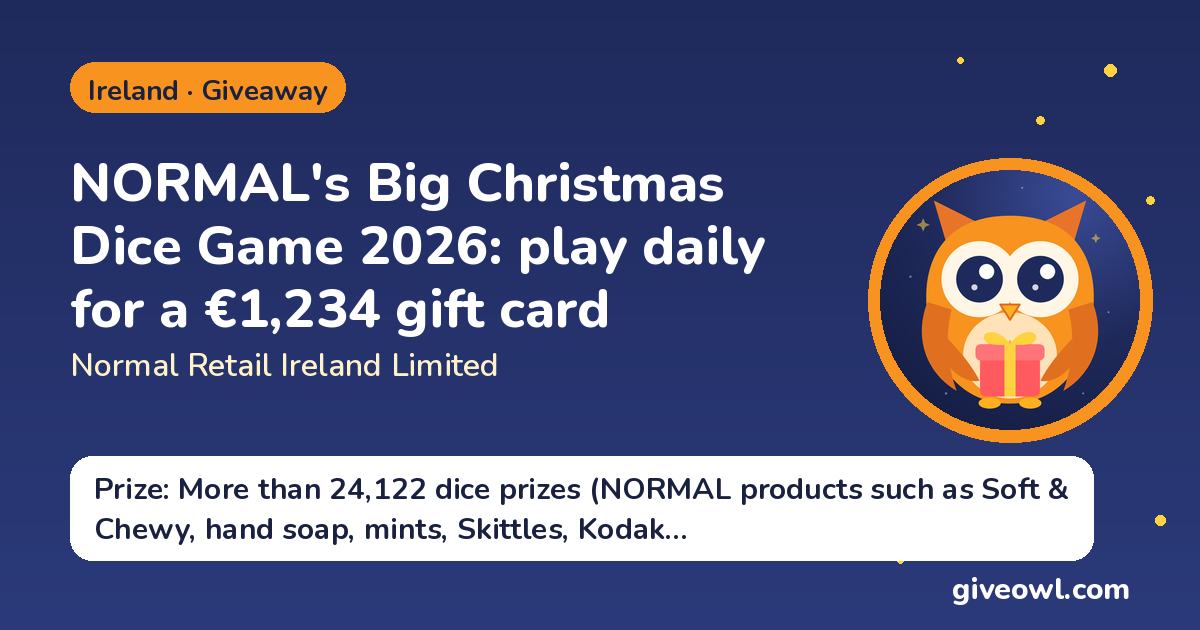 Ireland · Giveaway
NORMAL's Big Christmas
Dice Game 2026: play daily
for a €1,234 gift card
Normal Retail Ireland Limited
Prize: More than 24,122 dice prizes (NORMAL products such as Soft &
Chewy, hand soap, mints, Skittles, Kodak...
giveowl.com